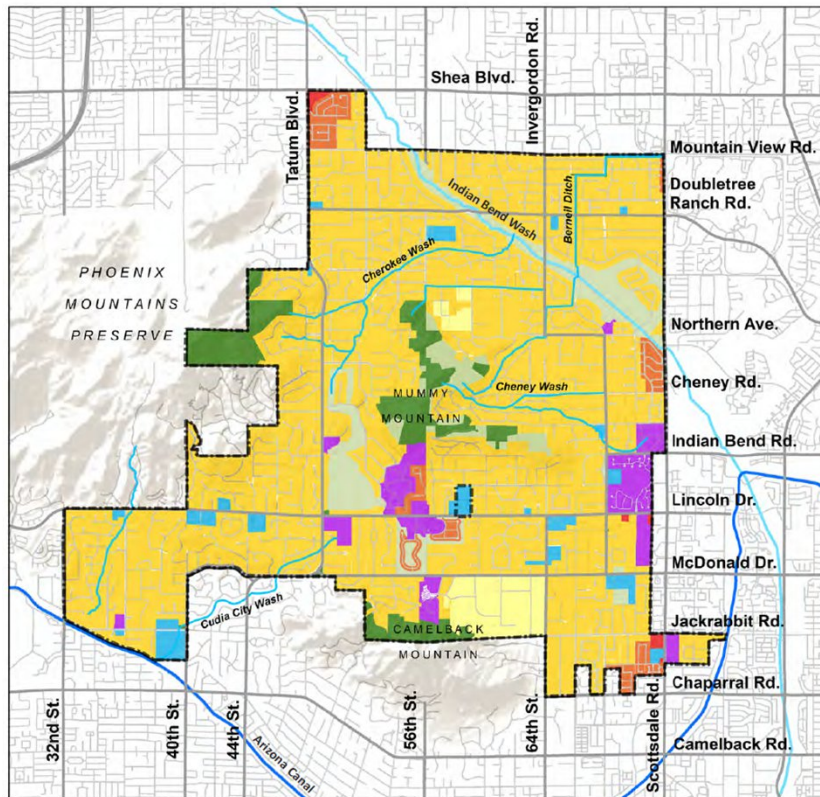 Shea Blvd.
Invergordon Rd.
Tatum Blvd.
Mountain View Rd.
Doubletree
Ranch Rd.
Indian Bend Wash
Berneil Ditch
Cherokee Wash
PHOENIX
MOUNTAINS
PRESERVE
Northern Ave.
Cheney Rd.
Cheney Wash
MUMMY
MOUNTAIN
Indian Bend Rd.
Lincoln Dr.
McDonald Dr.
Cudia City Wash
Jackrabbit Rd.
CAMELBACK
MOUNTAIN
Chaparral Rd.
32nd St.
40th St.
44th St.
56th St.
64th St.
Scottsdale Rd.
Camelback Rd.
Arizona Canal